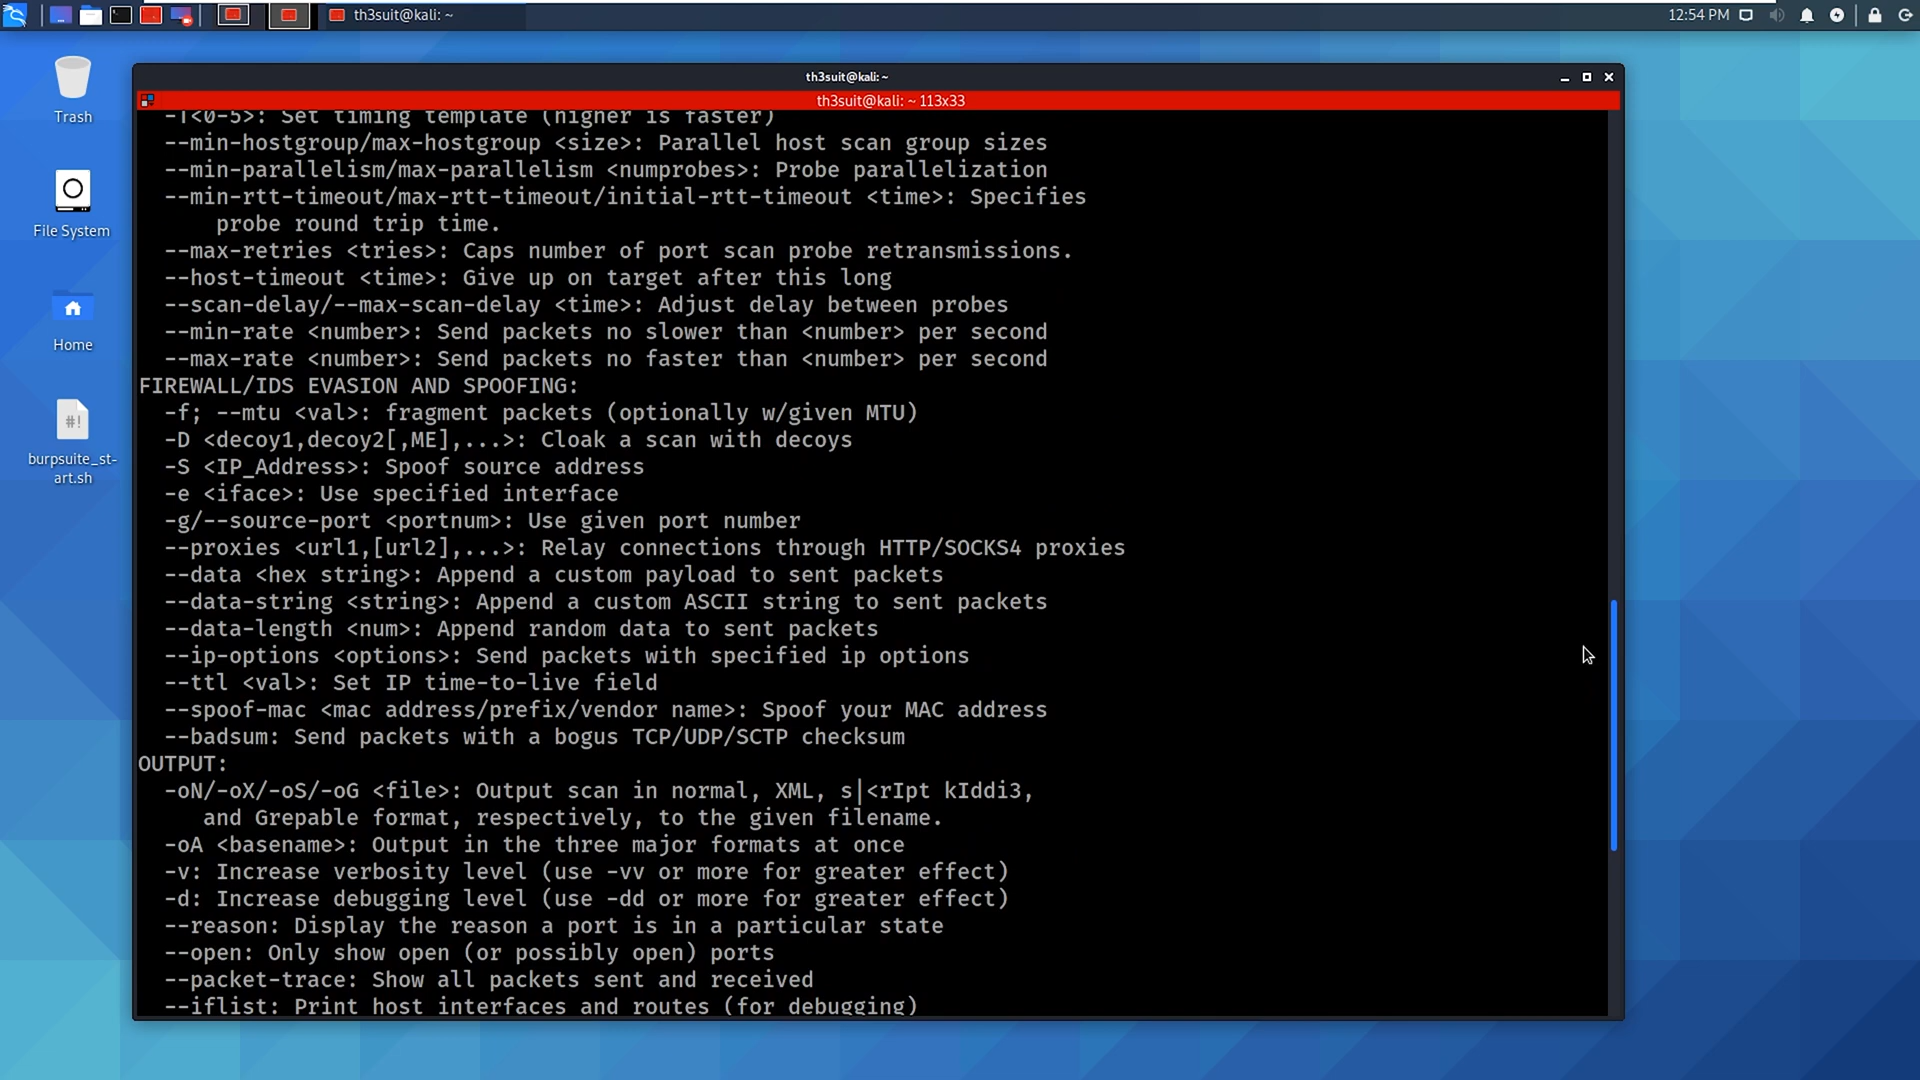 th3suit@kali: ~
12:54 PM
Trash
File System
Home
burpsuite_st-
art.sh
th3suit@kali: ~
th3suit@kali: ~ 113x33
-T<0-5>: Set timing template (higher is faster)
--min-hostgroup/max-hostgroup <size>: Parallel host scan group sizes
--min-parallelism/max-parallelism <numprobes>: Probe parallelization
--min-rtt-timeout/max-rtt-timeout/initial-rtt-timeout <time>: Specifies
probe round trip time.
--max-retries <tries>: Caps number of port scan probe retransmissions.
--host-timeout <time>: Give up on target after this long
--scan-delay/--max-scan-delay <time>: Adjust delay between probes
--min-rate <number>: Send packets no slower than <number> per second
--max-rate <number>: Send packets no faster than <number> per second
FIREWALL/IDS EVASION AND SPOOFING:
-f; --mtu <val>: fragment packets (optionally w/given MTU)
-D <decoy1,decoy2[,ME],...>: Cloak a scan with decoys
-S <IP_Address>: Spoof source address
-e <iface>: Use specified interface
-g/--source-port <portnum>: Use given port number
--proxies <url1,[url2],...>: Relay connections through HTTP/SOCKS4 proxies
--data <hex string>: Append a custom payload to sent packets
--data-string <string>: Append a custom ASCII string to sent packets
--data-length <num>: Append random data to sent packets
--ip-options <options>: Send packets with specified ip options
--ttl <val>: Set IP time-to-live field
--spoof-mac <mac address/prefix/vendor name>: Spoof your MAC address
--badsum: Send packets with a bogus TCP/UDP/SCTP checksum
OUTPUT:
-oN/-oX/-oS/-oG <file>: Output scan in normal, XML, s|<rIpt kIddi3,
and Grepable format, respectively, to the given filename.
-oA <basename>: Output in the three major formats at once
-v: Increase verbosity level (use -vv or more for greater effect)
-d: Increase debugging level (use -dd or more for greater effect)
--reason: Display the reason a port is in a particular state
--open: Only show open (or possibly open) ports
--packet-trace: Show all packets sent and received
--iflist: Print host interfaces and routes (for debugging)